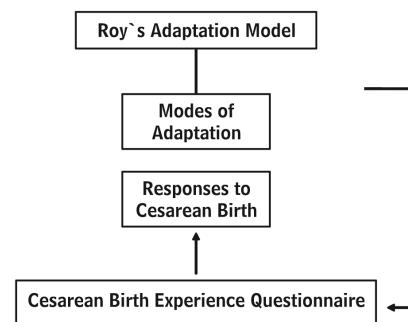 Roy`s Adaptation Model
Modes of
Adaptation
Responses to
Cesarean Birth
Cesarean Birth Experience Questionnaire